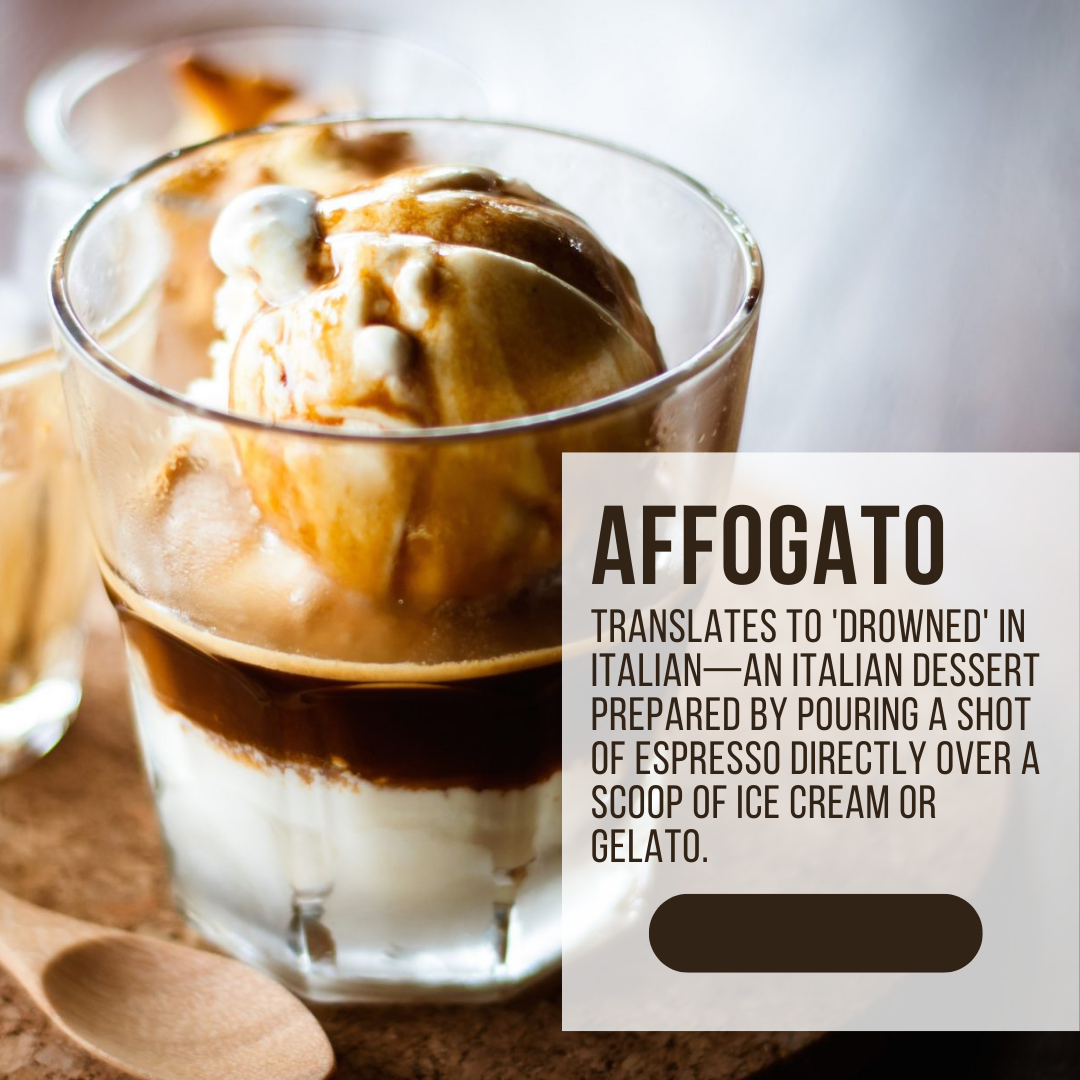 AFFOGATO
TRANSLATES TO 'DROWNED' IN
ITALIAN—AN ITALIAN DESSERT
PREPARED BY POURING A SHOT
OF ESPRESSO DIRECTLY OVER A
SCOOP OF ICE CREAM OR
GELATO.